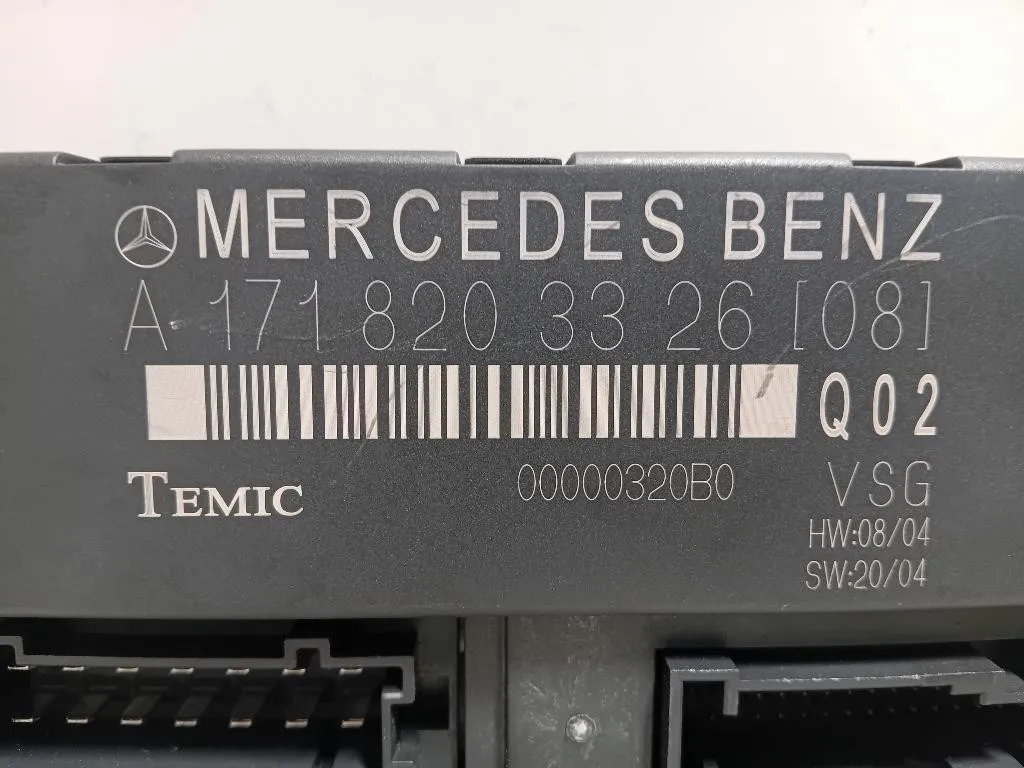 MERCEDES BENZ
A 171 820 33 26 [08]
Q02
TEMIC 00000320B0 VSG
HW:08/04
SW:20/04